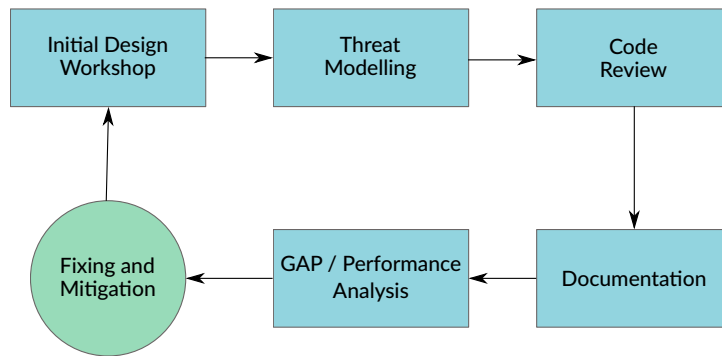 Initial Design
Workshop
Threat
Modelling
Code
Review
Fixing and
Mitigation
GAP / Performance
Analysis
Documentation